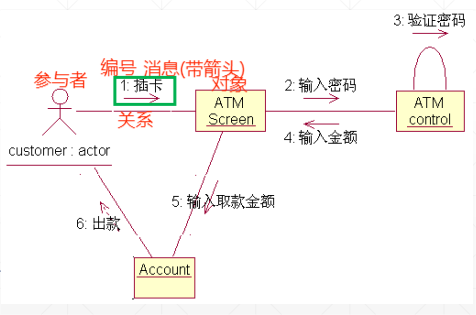 3: 验证密码
编号 消息(带箭头)
参与者
1: 插卡
对象
2: 输入密码
ATM
Screen
ATM
control
关系
4: 输入金额
customer : actor
5: 输入取款金额
6: 出款
Account